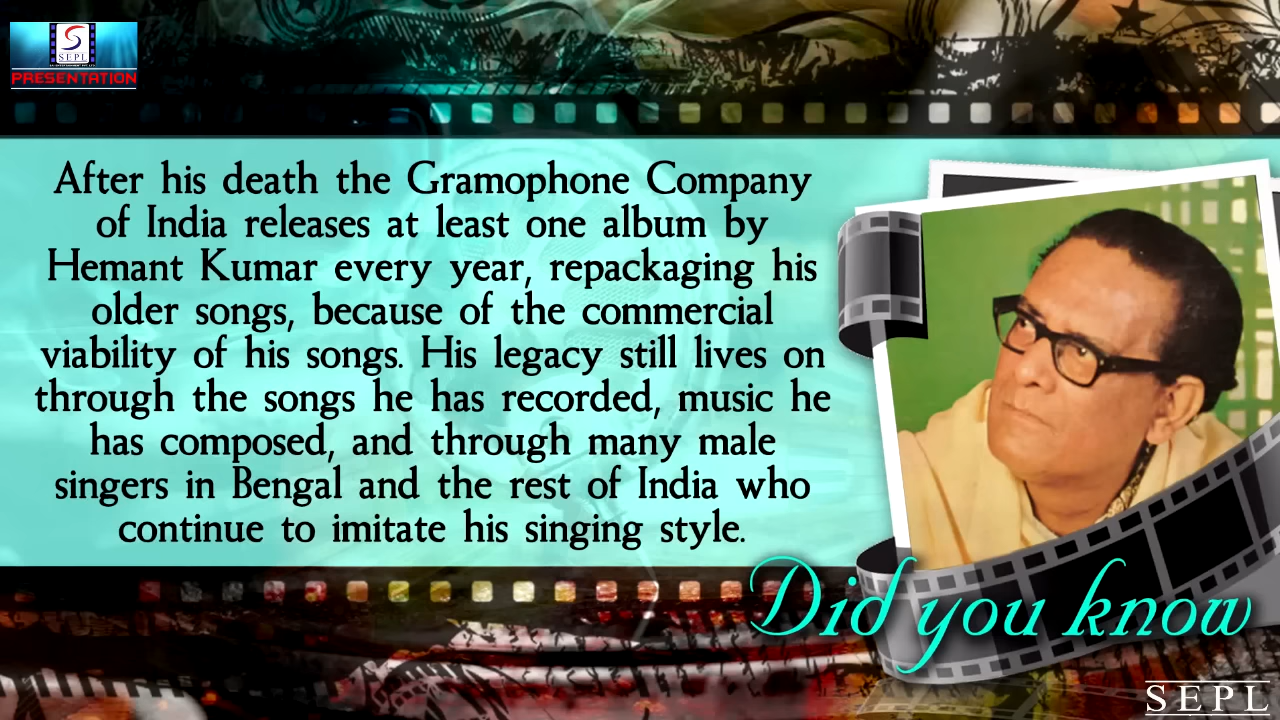 SEPL
PRESENTATION
After his death the Gramophone Company
of India releases at least one album by
Hemant Kumar every year, repackaging his
older songs, because of the commercial
viability of his songs. His legacy still lives on
through the songs he has recorded, music he
has composed, and through many male
singers in Bengal and the rest of India who
continue to imitate his singing style.
Did you know
SEPL